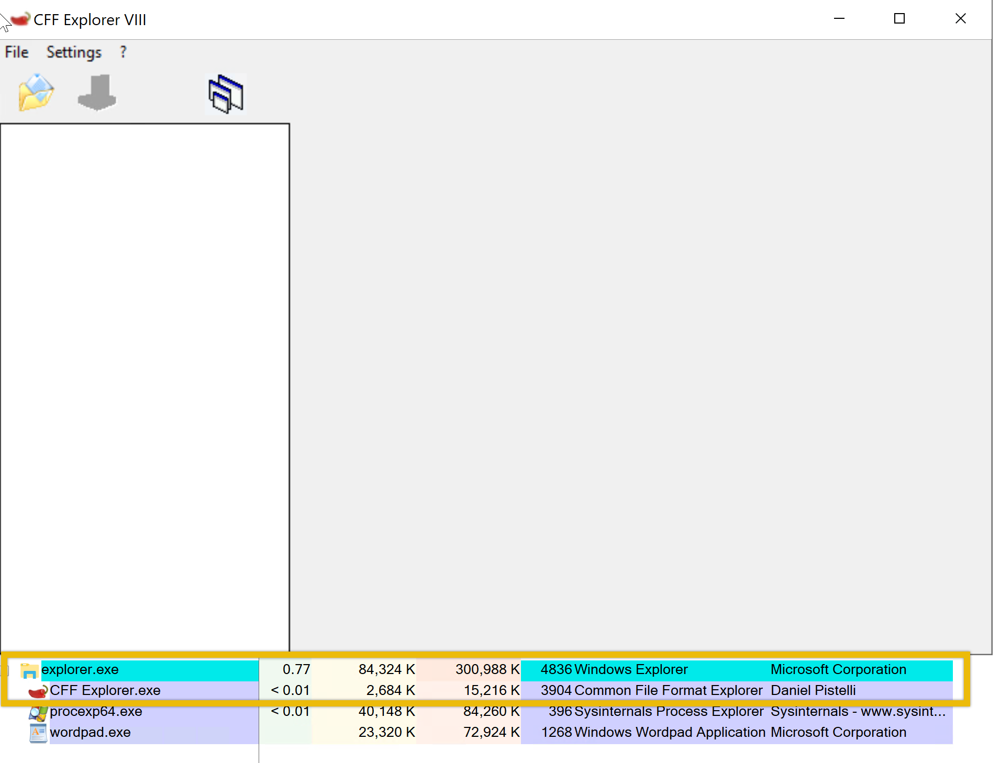 CFF Explorer VIII
File Settings ?
explorer.exe 0.77 84,324 K 300,988 K 4836 Windows Explorer Microsoft Corporation
CFF Explorer.exe < 0.01 2,684 K 15,216 K 3904 Common File Format Explorer Daniel Pistelli
procexp64.exe < 0.01 40,148 K 84,260 K 396 Sysinternals Process Explorer Sysinternals - www.sysint...
wordpad.exe 23,320 K 72,924 K 1268 Windows Wordpad Application Microsoft Corporation